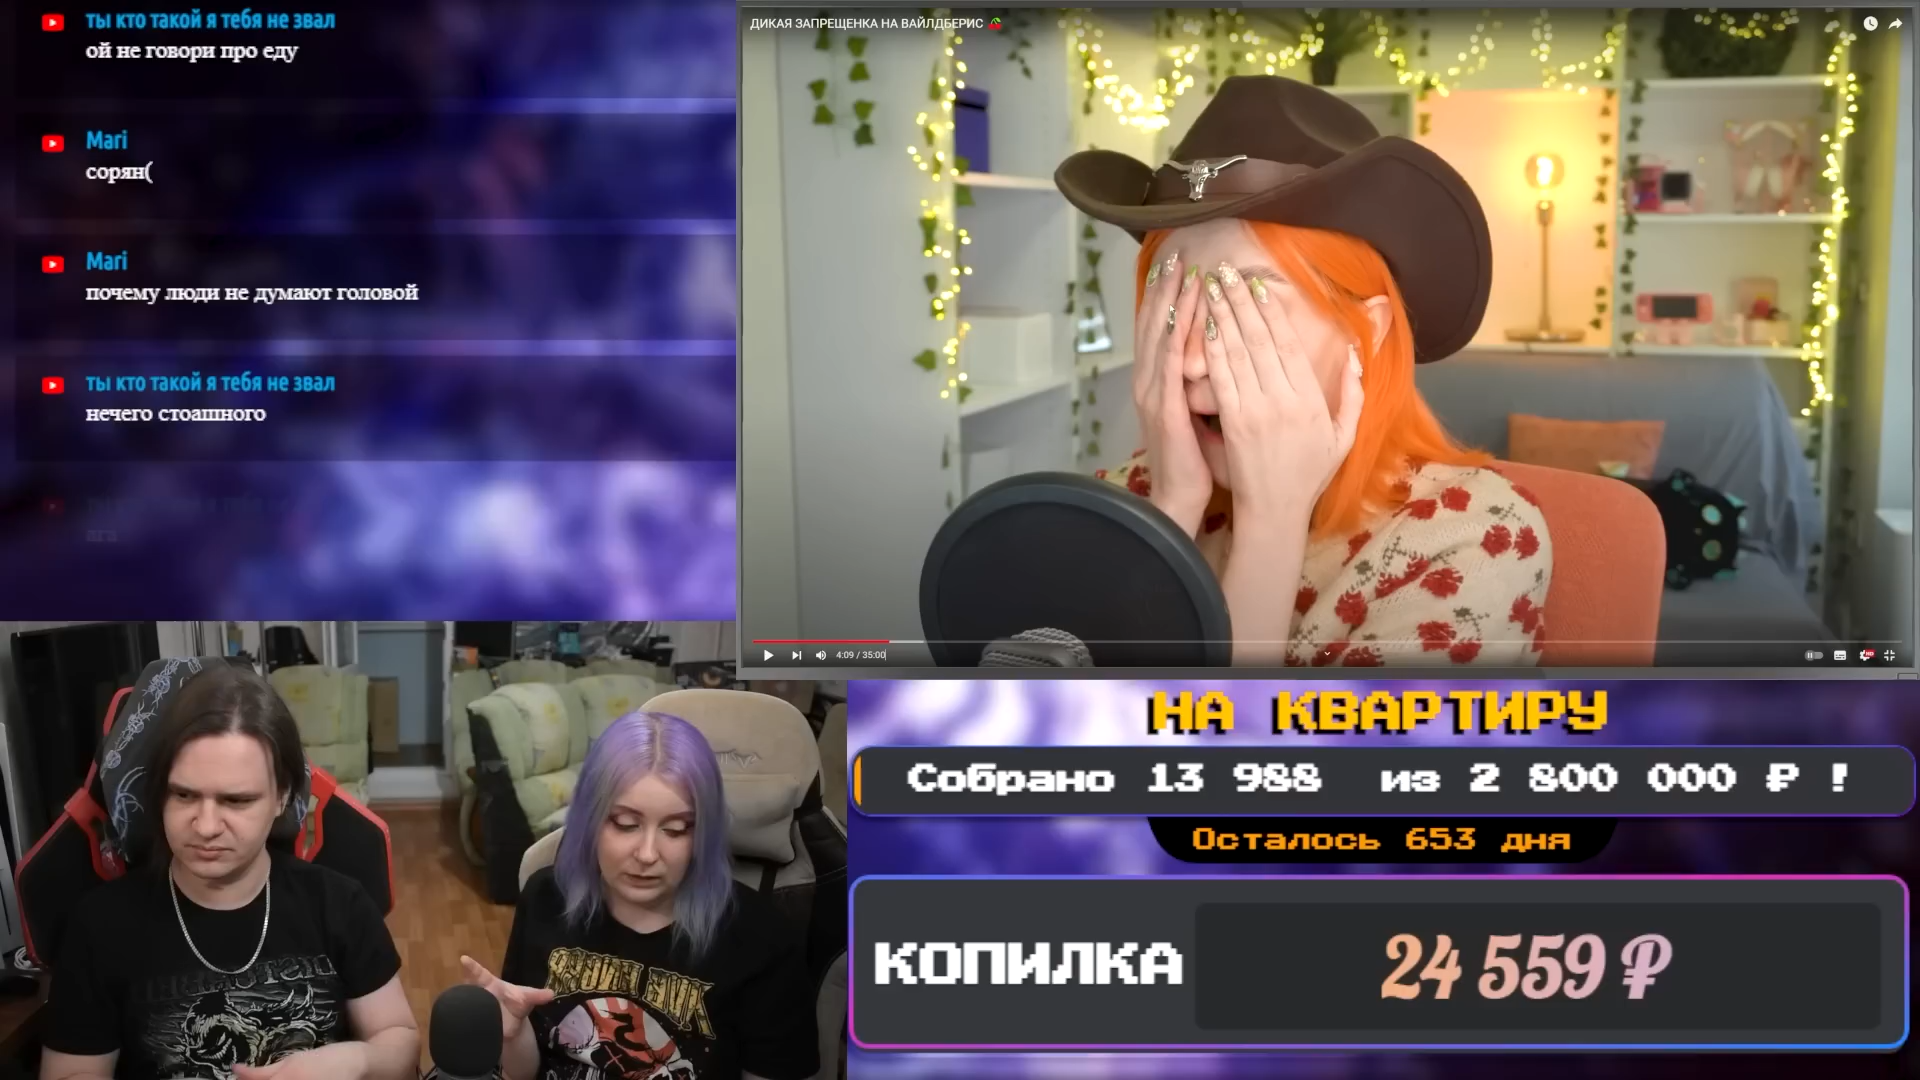 ты кто такой я тебя не звал
ой не говори про еду
Mari
сорян(
Mari
почему люди не думают головой
ты кто такой я тебя не звал
нечего стоашного
ага
ДИКАЯ ЗАПРЕЩЕНКА НА ВАЙЛДБЕРИС
4:09 / 35:00
НА КВАРТИРУ
Собрано 13 988 из 2 800 000 ₽ !
Осталось 653 дня
КОПИЛКА
24 559 ₽